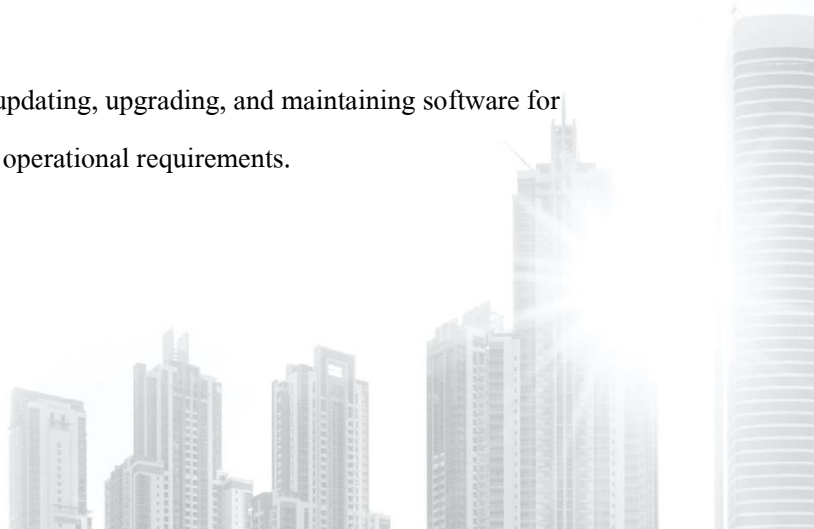 updating, upgrading, and maintaining software for
operational requirements.